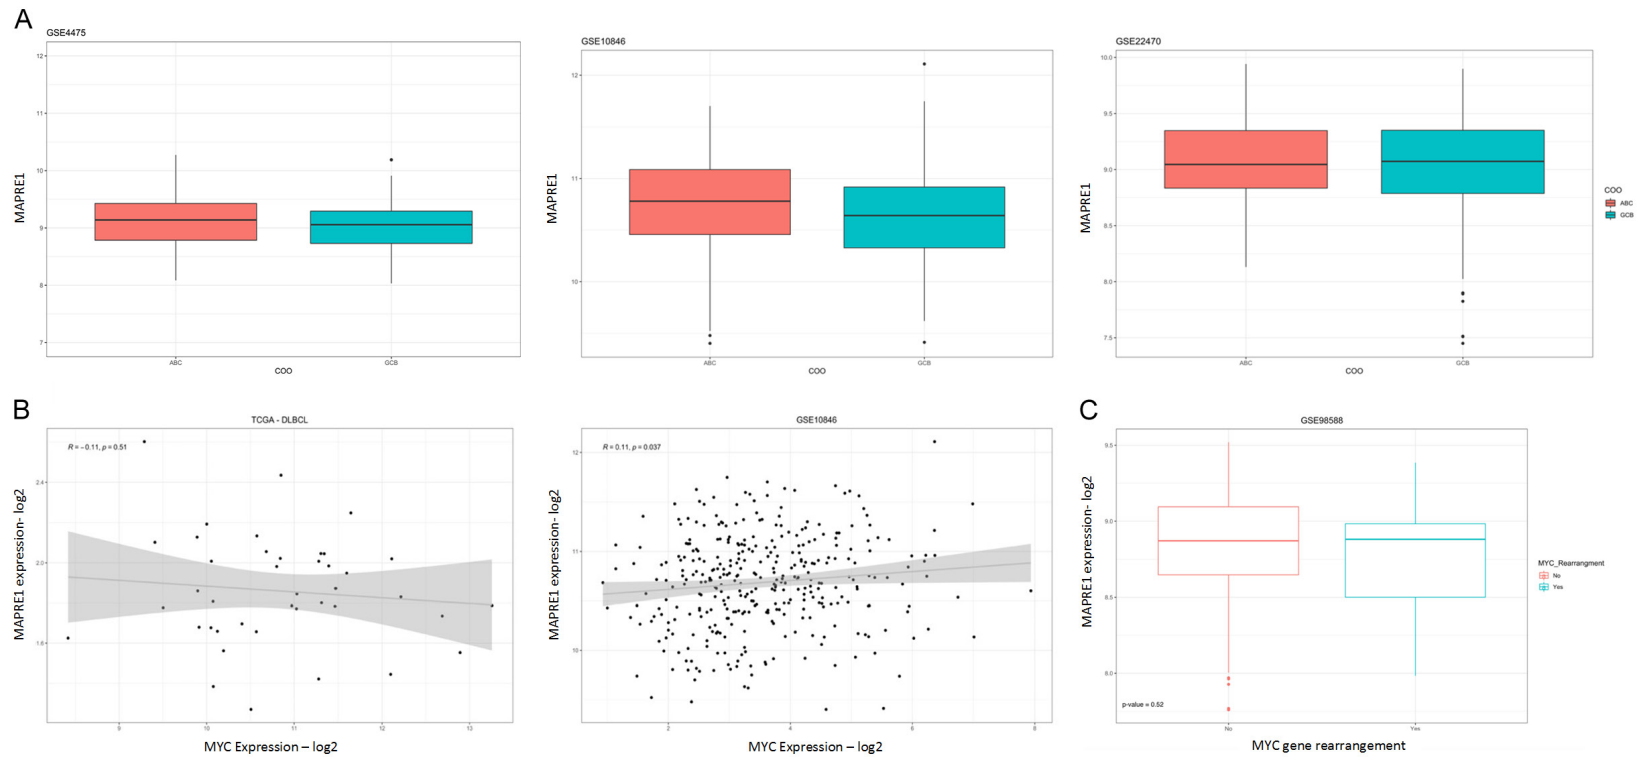 A
GSE4475
12
11
10
9
8
7
MAPRE1
ABC
GCB
COO
GSE10846
12
11
10
MAPRE1
ABC
GCB
COO
GSE22470
10.0
9.5
9.0
8.5
8.0
7.5
MAPRE1
ABC
GCB
COO
COO
ABC
GCB
B
TCGA - DLBCL
R = −0.11, p = 0.51
2.4
2.0
1.6
MAPRE1 expression- log2
9
10
11
12
13
MYC Expression – log2
GSE10846
R = 0.11, p = 0.037
12
11
10
MAPRE1 expression- log2
2
4
6
8
MYC Expression – log2
C
GSE98588
9.5
9.0
8.5
8.0
MAPRE1 expression- log2
p-value = 0.52
No
Yes
MYC gene rearrangement
MYC_Rearrangment
No
Yes